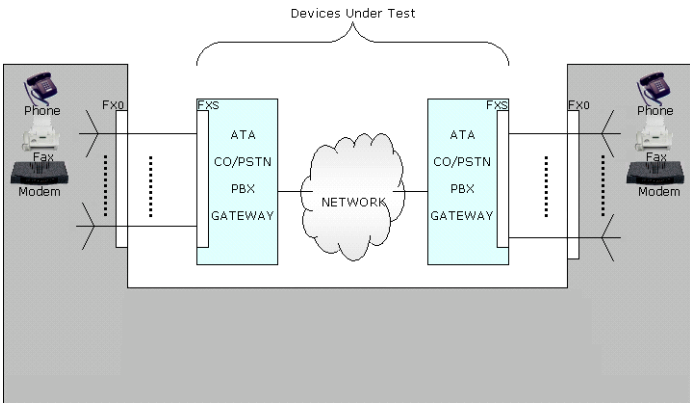 Devices Under Test
Phone
Fax
Modem
FXO
FXS
ATA
CO/PSTN
PBX
GATEWAY
NETWORK
FXS
ATA
CO/PSTN
PBX
GATEWAY
FXO
Phone
Fax
Modem